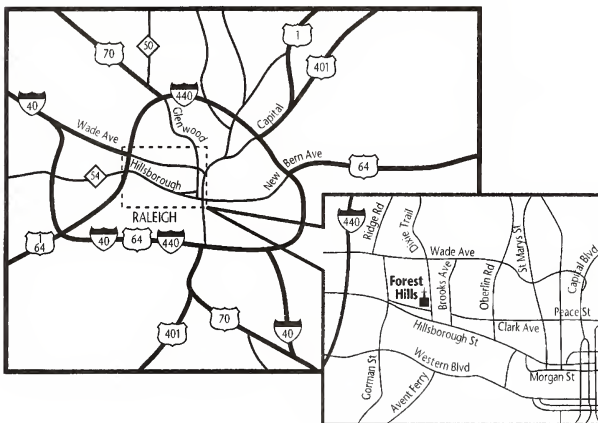 50
70
1
401
40
440
Glenwood
Capital
Wade Ave
54
Hillsborough
New Bern Ave
64
RALEIGH
64
40
64
440
401
70
40
440
Ridge Rd
Dixie Trail
Wade Ave
St Marys St
Capital Blvd
Forest
Hills
Brooks Ave
Oberlin Rd
Peace St
Clark Ave
Hillsborough St
Western Blvd
Gorman St
Avent Ferry
Morgan St